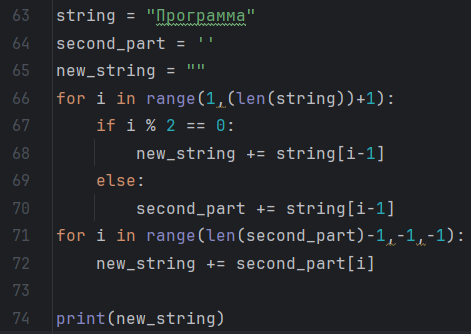 63 string = "Программа"
64 second_part = ''
65 new_string = ""
66 for i in range(1,(len(string))+1):
67     if i % 2 == 0:
68         new_string += string[i-1]
69     else:
70         second_part += string[i-1]
71 for i in range(len(second_part)-1,-1,-1):
72     new_string += second_part[i]
73
74 print(new_string)